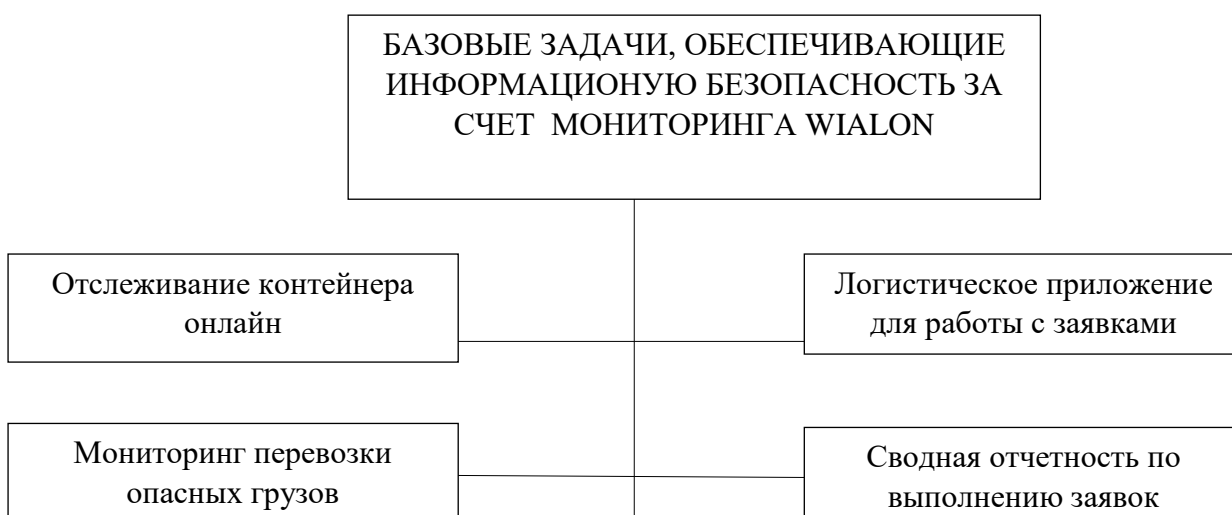 БАЗОВЫЕ ЗАДАЧИ, ОБЕСПЕЧИВАЮЩИЕ
ИНФОРМАЦИОНУЮ БЕЗОПАСНОСТЬ ЗА
СЧЕТ МОНИТОРИНГА WIALON
Отслеживание контейнера
онлайн
Логистическое приложение
для работы с заявками
Мониторинг перевозки
опасных грузов
Сводная отчетность по
выполнению заявок